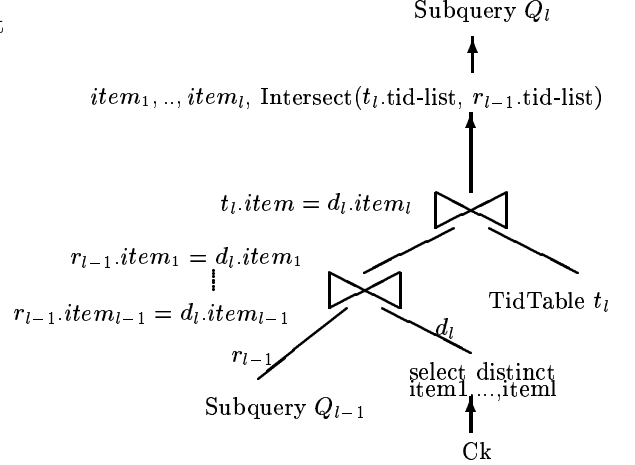 Subquery Q_l
t
item_1, .., item_l, Intersect(t_l.tid-list, r_{l-1}.tid-list)
t_l.item = d_l.item_l
r_{l-1}.item_1 = d_l.item_1
r_{l-1}.item_{l-1} = d_l.item_{l-1}
TidTable t_l
d_l
r_{l-1}
select distinct
item1,...,iteml
Subquery Q_{l-1}
Ck